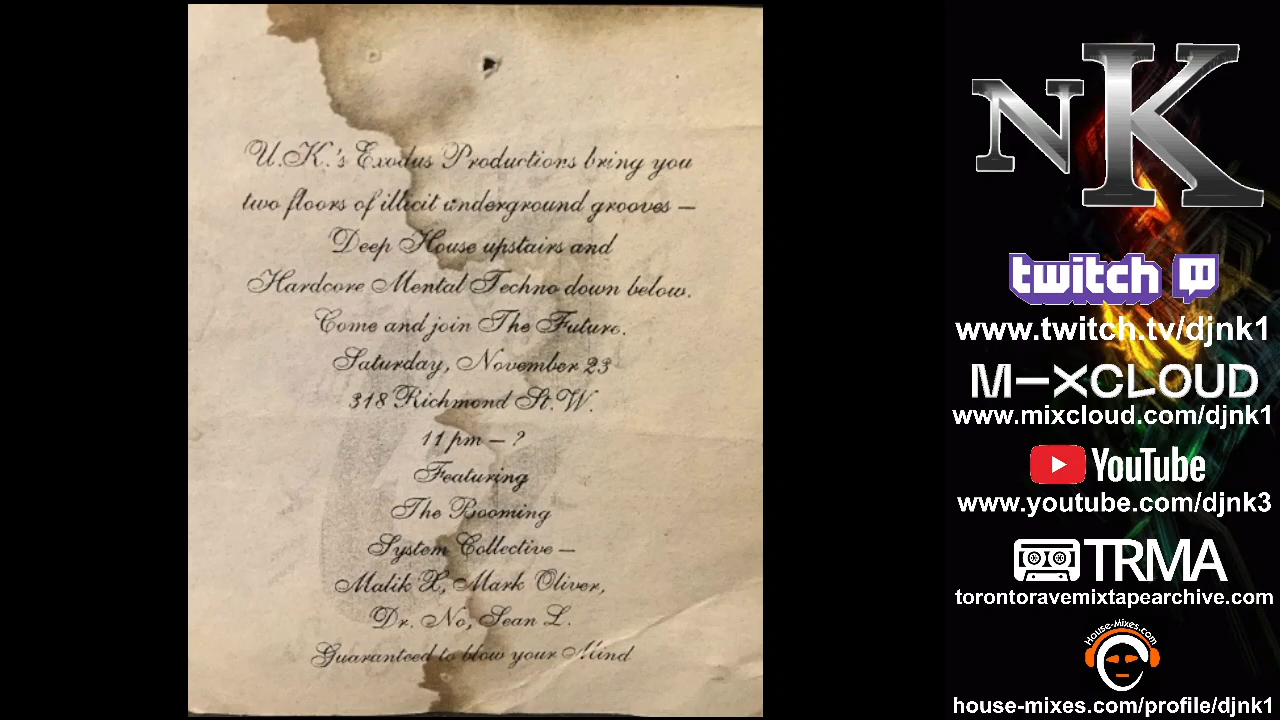 U.K.'s Exodus Productions bring you
two floors of illicit underground grooves —
Deep House upstairs and
Hardcore Mental Techno down below.
Come and join The Future.
Saturday, November 23
318 Richmond St. W.
11 pm — ?
Featuring
The Booming
System Collective —
Malik X, Mark Oliver,
Dr. No, Sean L.
Guaranteed to blow your Mind
NK
twitch
www.twitch.tv/djnk1
M—XCLOUD
www.mixcloud.com/djnk1
YouTube
www.youtube.com/djnk3
TRMA
torontoravemixtapearchive.com
House-Mixes.com
house-mixes.com/profile/djnk1